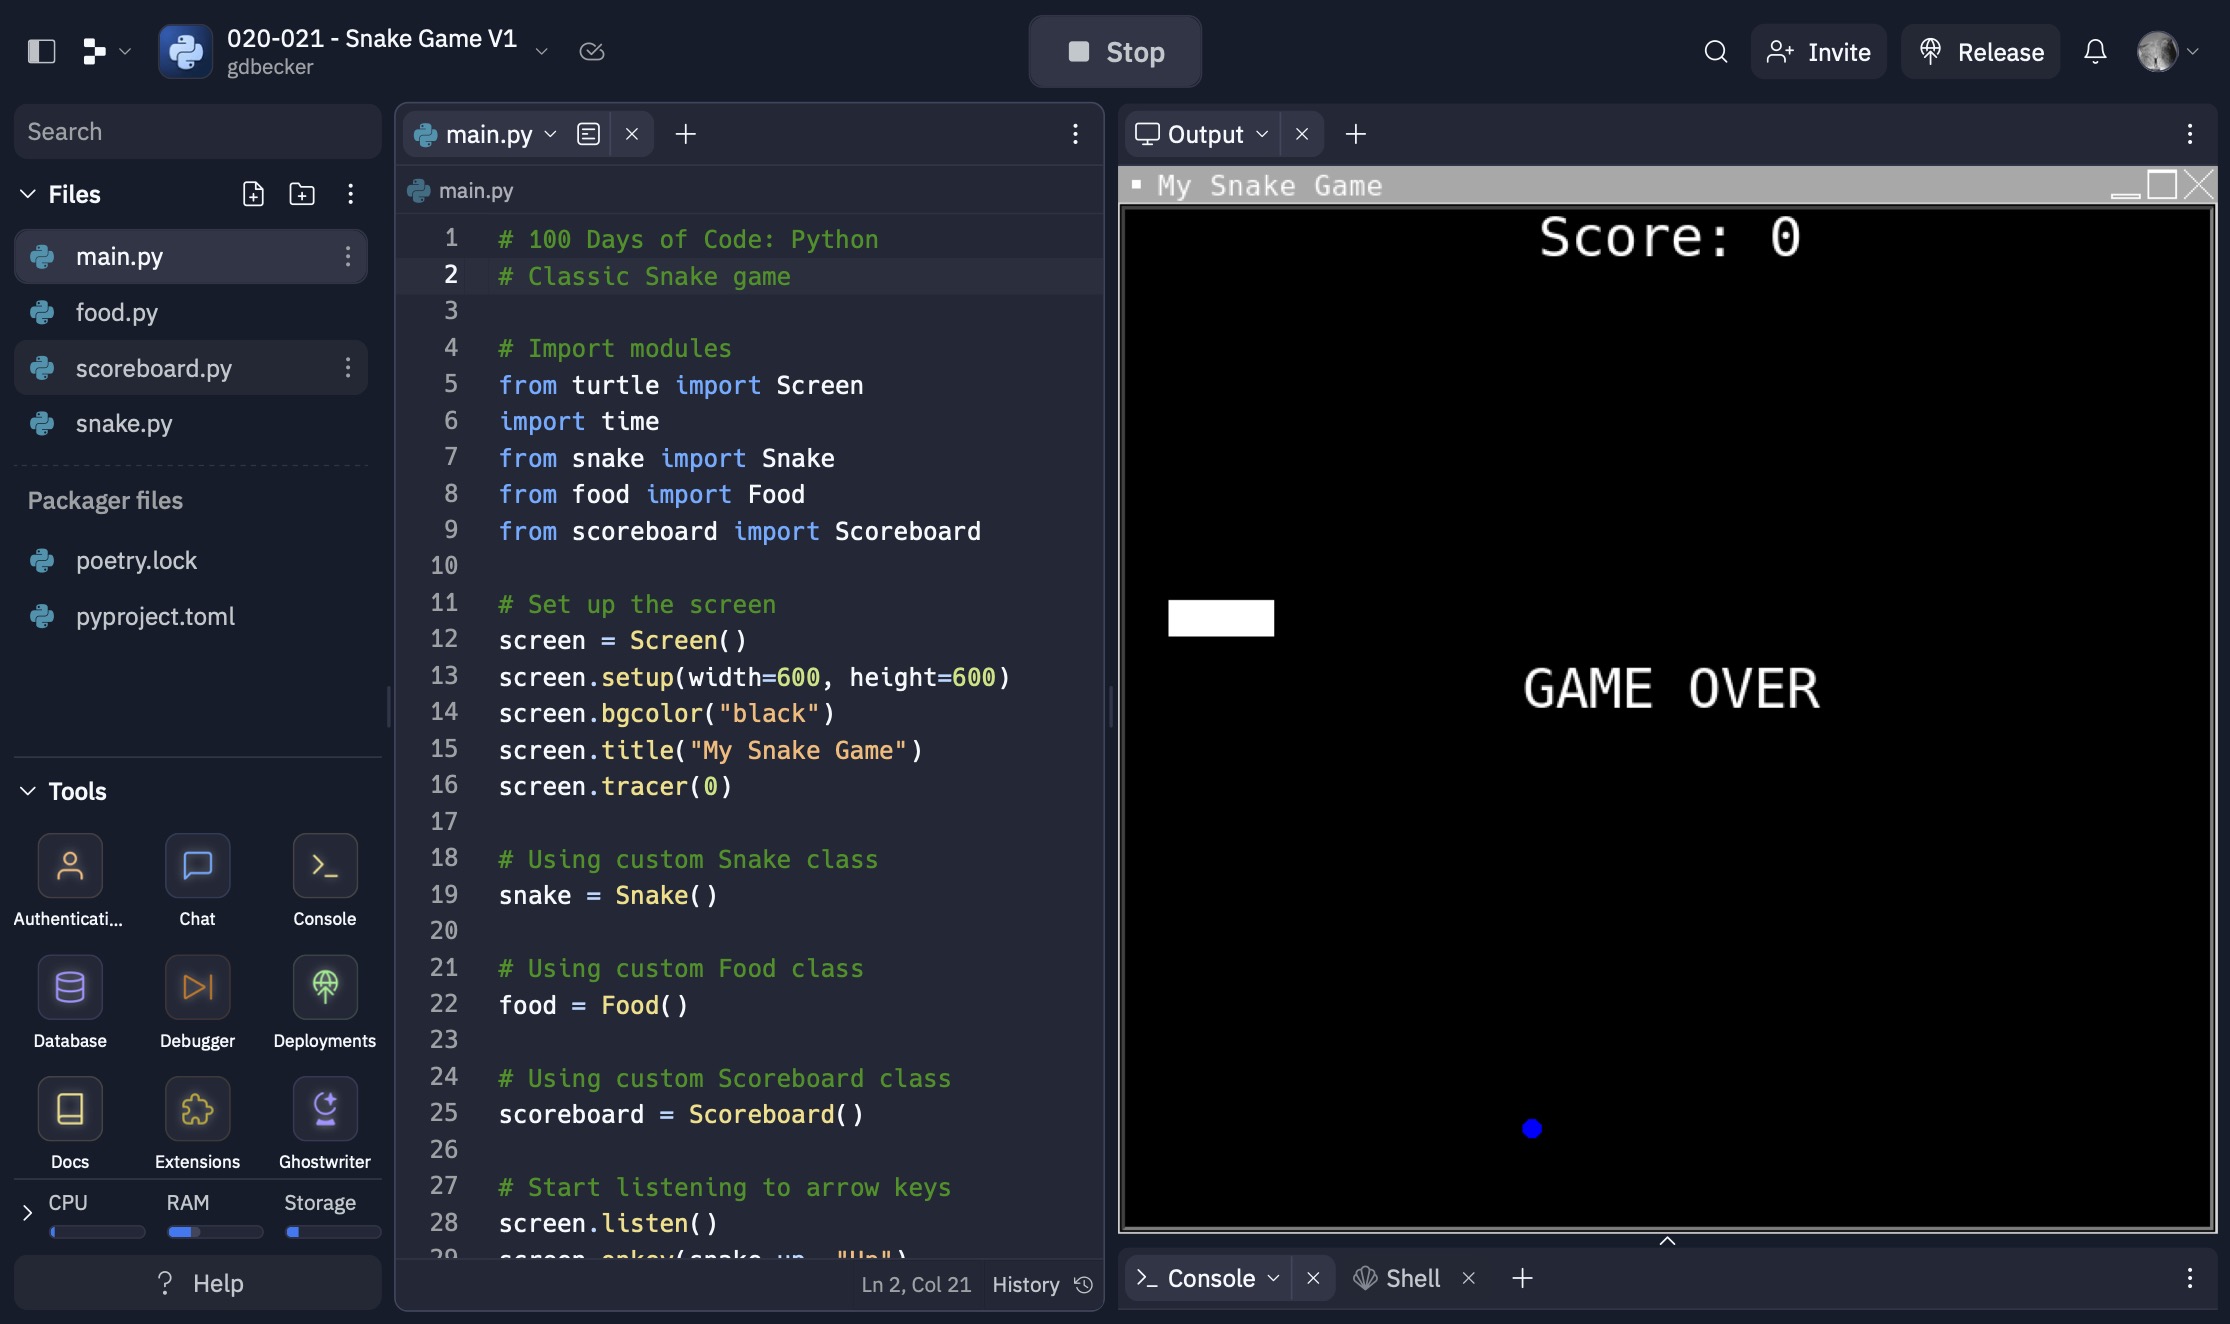 020-021 - Snake Game V1
gdbecker
Stop
Invite
Release
Search
Files
main.py
food.py
scoreboard.py
snake.py
Packager files
poetry.lock
pyproject.toml
Tools
Authenticati...
Chat
Console
Database
Debugger
Deployments
Docs
Extensions
Ghostwriter
CPU
RAM
Storage
? Help
main.py
main.py
1 # 100 Days of Code: Python
2 # Classic Snake game
3
4 # Import modules
5 from turtle import Screen
6 import time
7 from snake import Snake
8 from food import Food
9 from scoreboard import Scoreboard
10
11 # Set up the screen
12 screen = Screen()
13 screen.setup(width=600, height=600)
14 screen.bgcolor("black")
15 screen.title("My Snake Game")
16 screen.tracer(0)
17
18 # Using custom Snake class
19 snake = Snake()
20
21 # Using custom Food class
22 food = Food()
23
24 # Using custom Scoreboard class
25 scoreboard = Scoreboard()
26
27 # Start listening to arrow keys
28 screen.listen()
29 screen.onkey(snake.up, "Up")
Ln 2, Col 21
History
Output
My Snake Game
Score: 0
GAME OVER
Console
Shell